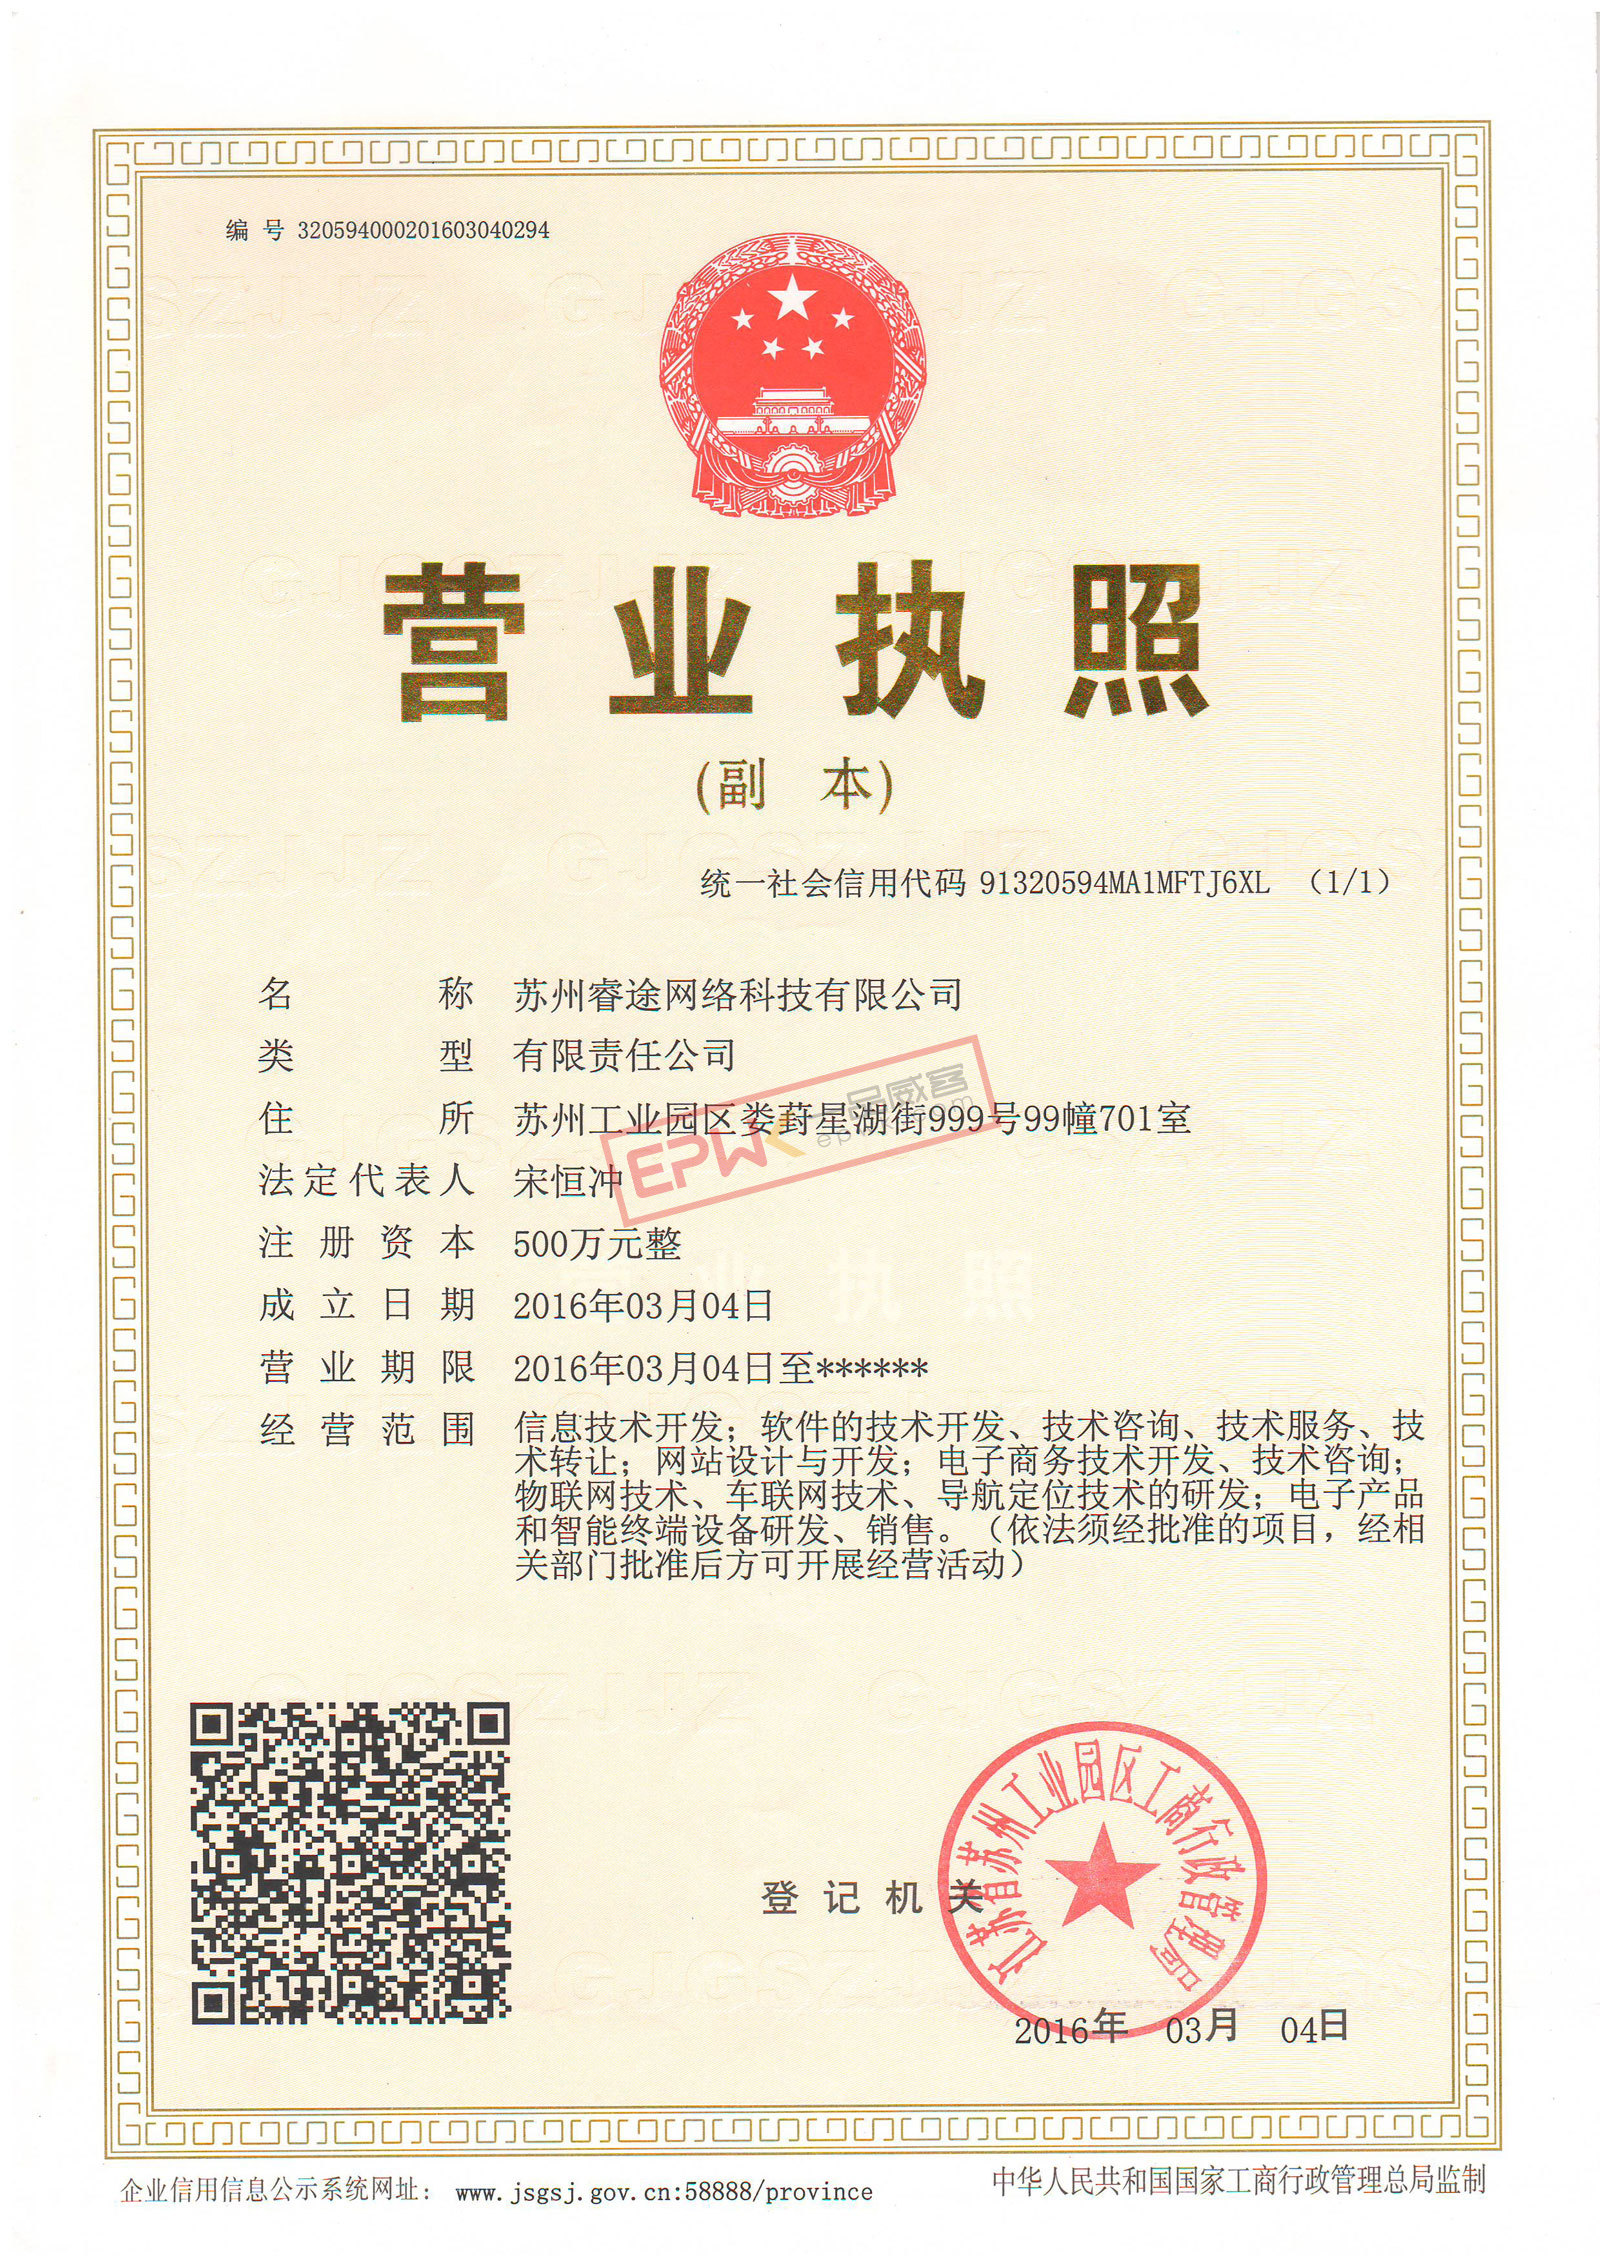 编 号 320594000201603040294
营 业 执 照
(副 本)
统一社会信用代码 91320594MA1MFTJ6XL （1/1）
名 称 苏州睿途网络科技有限公司
类 型 有限责任公司
住 所 苏州工业园区娄葑星湖街999号99幢701室
法定代表人 宋恒冲
注 册 资 本 500万元整
成 立 日 期 2016年03月04日
营 业 期 限 2016年03月04日至******
经 营 范 围 信息技术开发；软件的技术开发、技术咨询、技术服务、技
术转让；网站设计与开发；电子商务技术开发、技术咨询；
物联网技术、车联网技术、导航定位技术的研发；电子产品
和智能终端设备研发、销售。（依法须经批准的项目，经相
关部门批准后方可开展经营活动）
EPWK 一品威客
epwk.com
登 记 机 关
江苏省苏州工业园区工商行政管理局
2016年 03月 04日
企业信用信息公示系统网址： www.jsgsj.gov.cn:58888/province
中华人民共和国国家工商行政管理总局监制